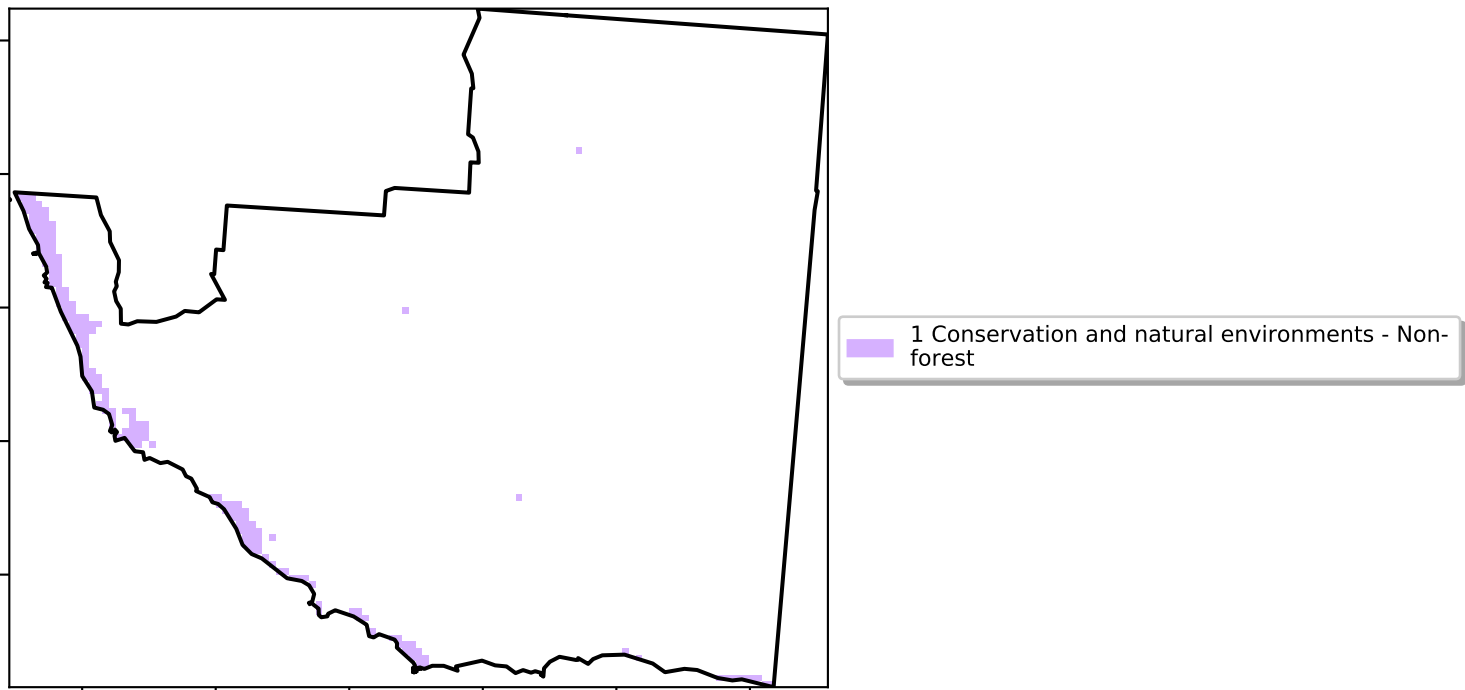 1 Conservation and natural environments - Non-
forest